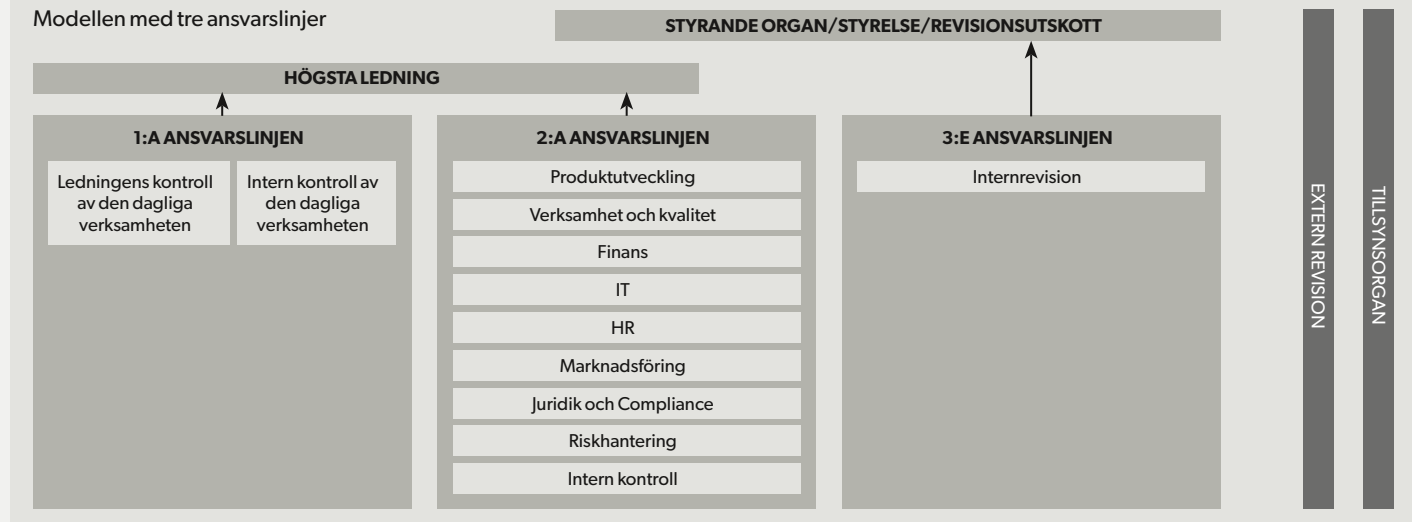 Modellen med tre ansvarslinjer
STYRANDE ORGAN/STYRELSE/REVISIONSUTSKOTT
HÖGSTA LEDNING
1:A ANSVARSLINJEN
Ledningens kontroll
av den dagliga
verksamheten
Intern kontroll av
den dagliga
verksamheten
2:A ANSVARSLINJEN
Produktutveckling
Verksamhet och kvalitet
Finans
IT
HR
Marknadsföring
Juridik och Compliance
Riskhantering
Intern kontroll
3:E ANSVARSLINJEN
Internrevision
EXTERN REVISION
TILLSYNSORGAN